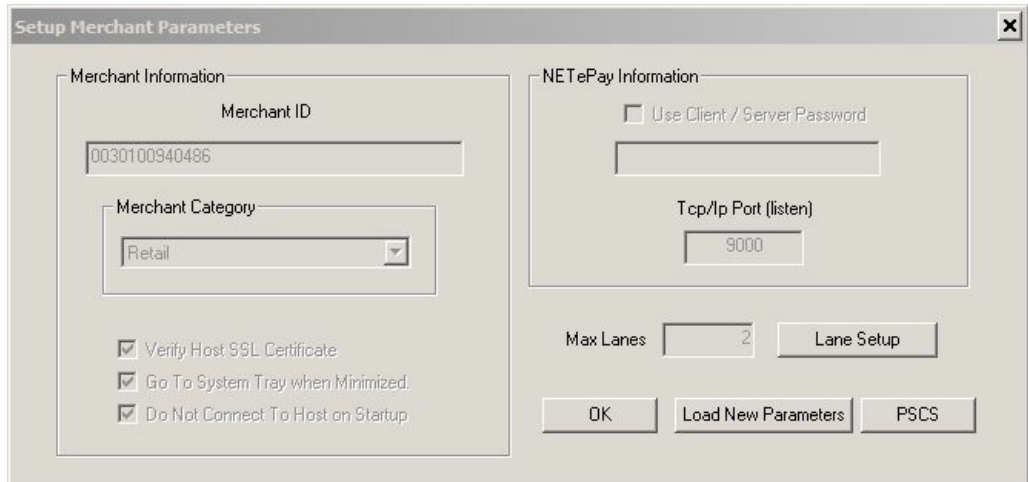 Setup Merchant Parameters
Merchant Information
Merchant ID
0030100940486
Merchant Category
Retail
Verify Host SSL Certificate
Go To System Tray when Minimized.
Do Not Connect To Host on Startup
NETePay Information
Use Client / Server Password
Tcp/Ip Port (listen)
9000
Max Lanes 2 Lane Setup
OK Load New Parameters PSCS